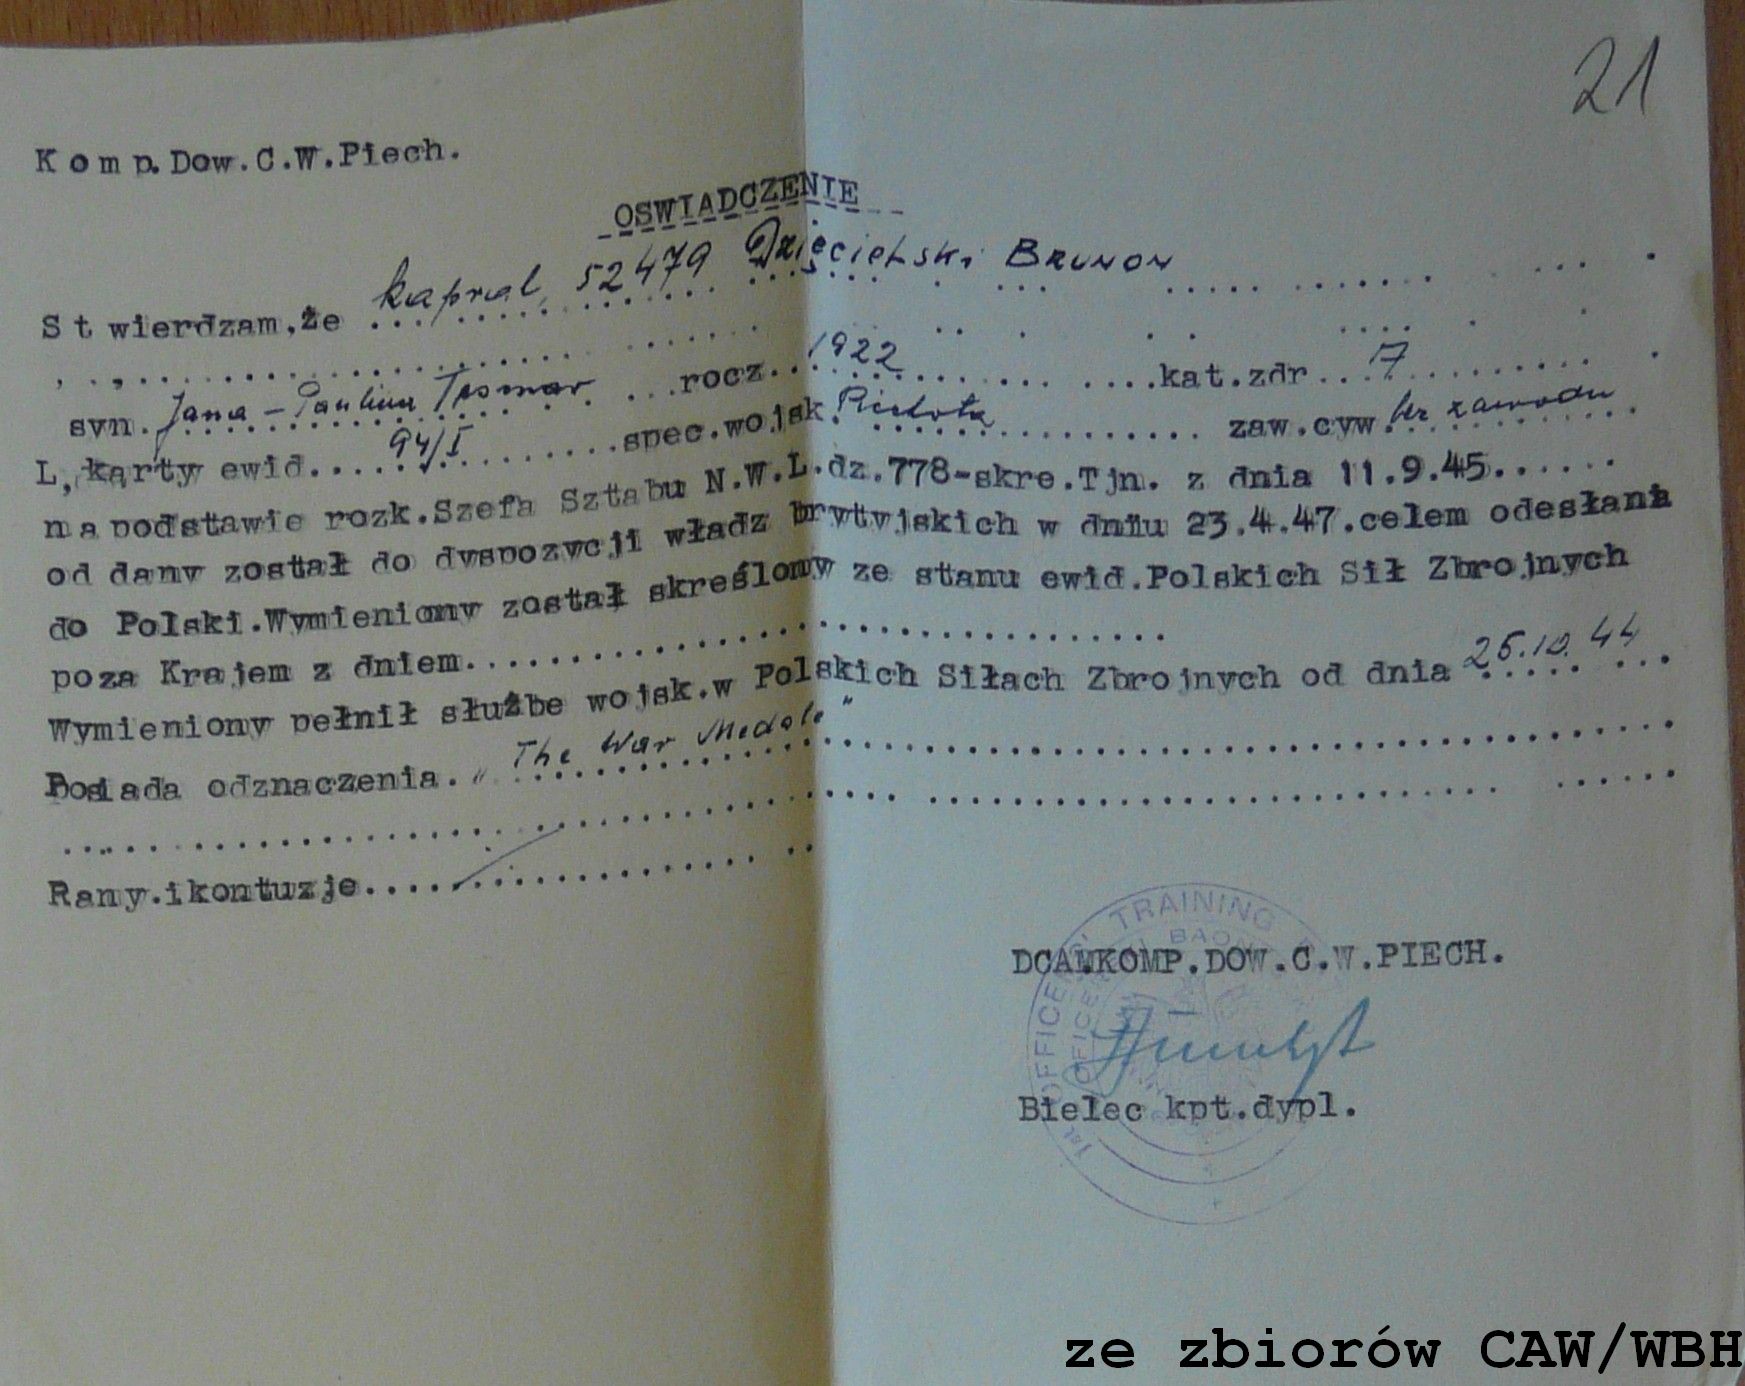 21
Komp.Dow.C.W.Piech.
OSWIADCZENIE
Stwierdzam,że kapral 52479 Dzięcielski Brunon
syn. Jana - Paulina Tesmar ...rocz...1922 ....kat.zdr...
L,karty ewid....94/I.........spec.wojsk.Piechota zaw.cyw.bez zawodu
na podstawie rozk.Szefa Sztabu N.W.L.dz.778-skre.Tjn. z dnia 11.9.45......
od dany został do dyspozycji władz brytyjskich w dniu 23.4.47.celem odesłania
do Polski.Wymieniony został skreślony ze stanu ewid.Polskich Sił Zbrojnych
poza Krajem z dniem....................................
Wymieniony pełnił służbe wojsk.w Polskich Siłach Zbrojnych od dnia 25.10.44
Posiada odznaczenia. "The War Medale"
Rany.ikontuzje....................
DCA.KOMP.DOW.C.W.PIECH.
Bielec kpt.dypl.
1st OFFICERS' TRAINING
ze zbiorów CAW/WBH